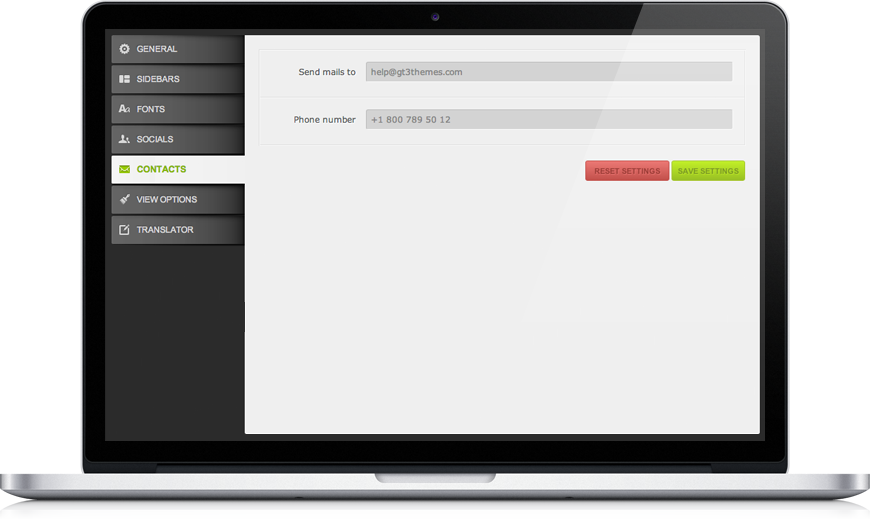 GENERAL
SIDEBARS
Aa FONTS
SOCIALS
CONTACTS
VIEW OPTIONS
TRANSLATOR
Send mails to help@gt3themes.com
Phone number +1 800 789 50 12
RESET SETTINGS SAVE SETTINGS